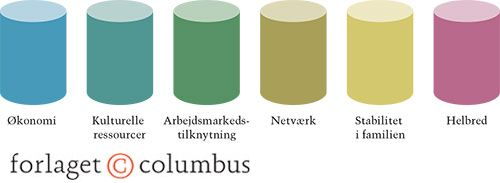 Økonomi
Kulturelle
ressourcer
Arbejdsmarkeds-
tilknytning
Netværk
Stabilitet
i familien
Helbred
forlaget © columbus